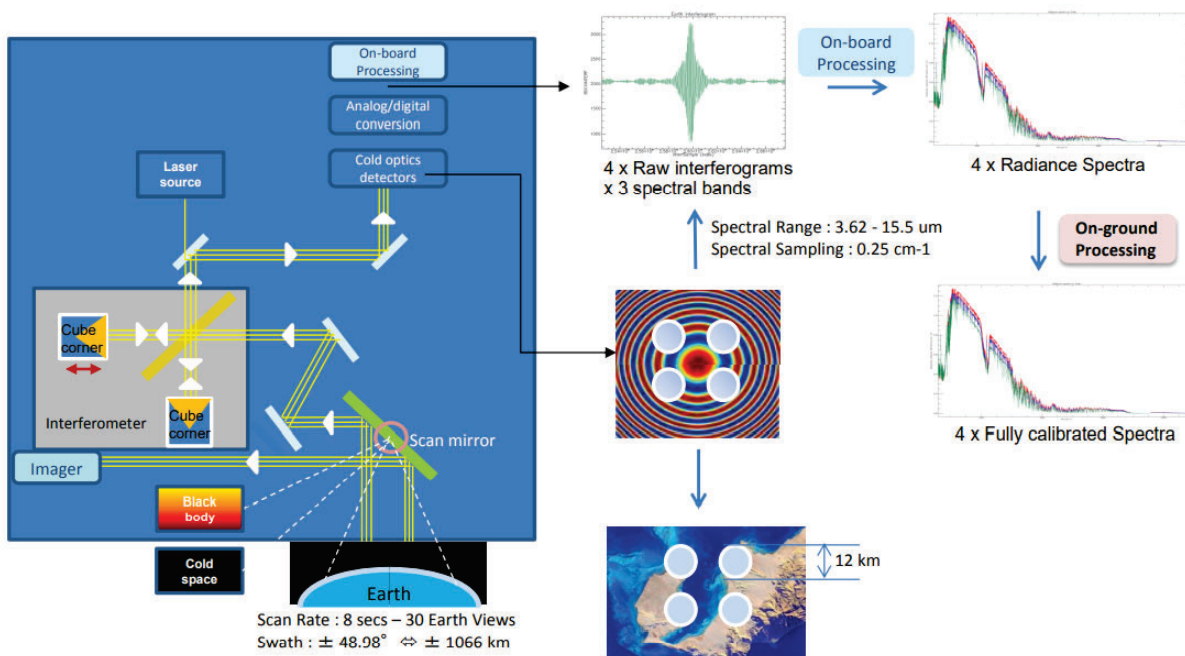 On-board
Processing
Analog/digital
conversion
Cold optics
detectors
Laser
source
Cube
corner
Interferometer
Cube
corner
Scan mirror
Imager
Black
body
Cold
space
Earth
Scan Rate : 8 secs – 30 Earth Views
Swath : ± 48.98° ⇔ ± 1066 km
Earth Interferogram
4 x Raw interferograms
x 3 spectral bands
On-board
Processing
4 x Radiance Spectra
Spectral Range : 3.62 - 15.5 um
Spectral Sampling : 0.25 cm-1
On-ground
Processing
4 x Fully calibrated Spectra
12 km